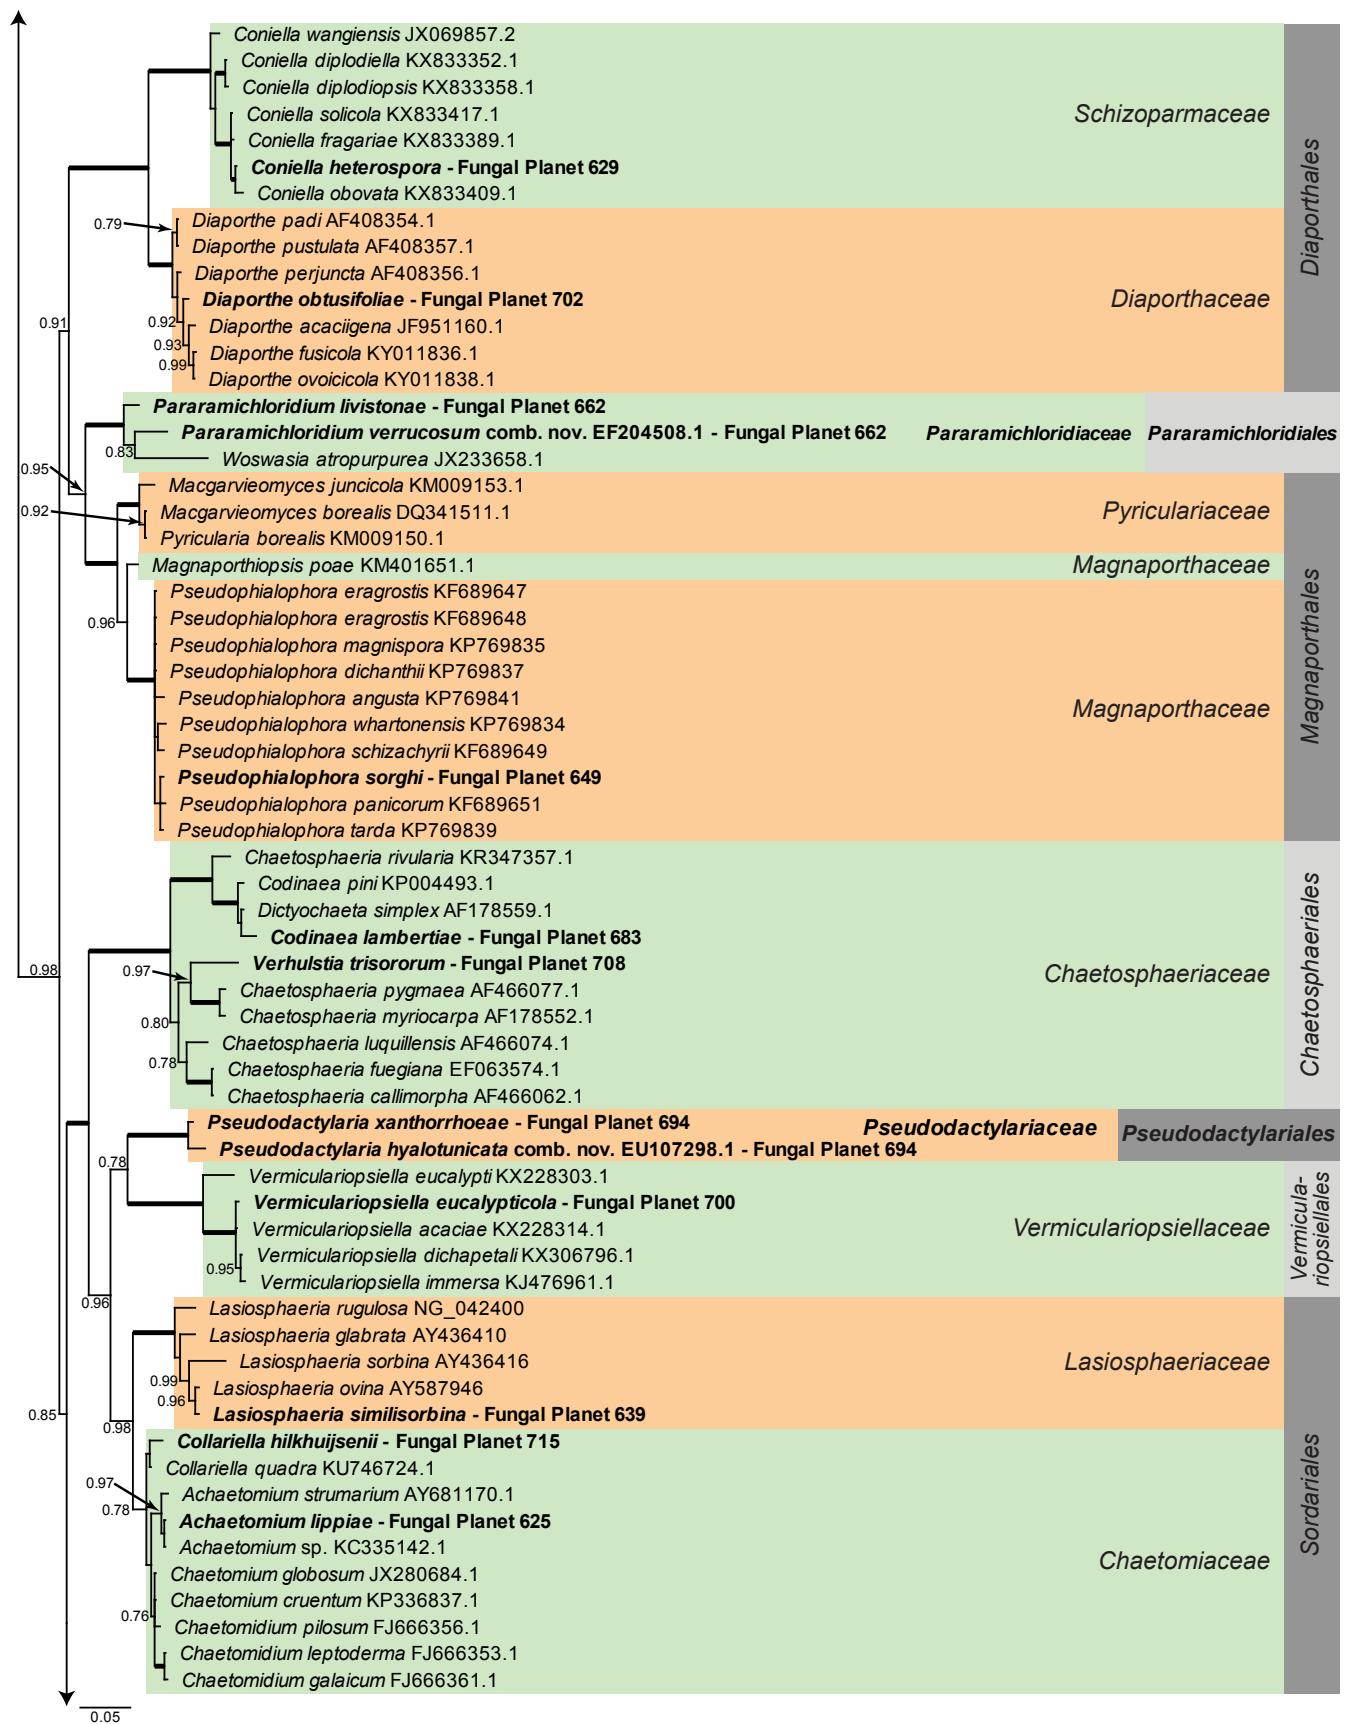 Coniella wangiensis JX069857.2
Coniella diplodiella KX833352.1
Coniella diplodiopsis KX833358.1
Coniella solicola KX833417.1
Coniella fragariae KX833389.1
Coniella heterospora - Fungal Planet 629
Coniella obovata KX833409.1
Schizoparmaceae
Diaporthales
0.79
Diaporthe padi AF408354.1
Diaporthe pustulata AF408357.1
Diaporthe perjuncta AF408356.1
Diaporthe obtusifoliae - Fungal Planet 702
Diaporthe acaciigena JF951160.1
Diaporthe fusicola KY011836.1
Diaporthe ovoicicola KY011838.1
Diaporthaceae
0.92
0.93
0.99
0.91
Pararamichloridium livistonae - Fungal Planet 662
Pararamichloridium verrucosum comb. nov. EF204508.1 - Fungal Planet 662
Woswasia atropurpurea JX233658.1
Pararamichloridiaceae
Pararamichloridiales
0.83
0.95
0.92
Macgarvieomyces juncicola KM009153.1
Macgarvieomyces borealis DQ341511.1
Pyricularia borealis KM009150.1
Pyriculariaceae
Magnaporthiopsis poae KM401651.1
Magnaporthaceae
Magnaporthales
0.96
Pseudophialophora eragrostis KF689647
Pseudophialophora eragrostis KF689648
Pseudophialophora magnispora KP769835
Pseudophialophora dichanthii KP769837
Pseudophialophora angusta KP769841
Pseudophialophora whartonensis KP769834
Pseudophialophora schizachyrii KF689649
Pseudophialophora sorghi - Fungal Planet 649
Pseudophialophora panicorum KF689651
Pseudophialophora tarda KP769839
Magnaporthaceae
Chaetosphaeria rivularia KR347357.1
Codinaea pini KP004493.1
Dictyochaeta simplex AF178559.1
Codinaea lambertiae - Fungal Planet 683
Verhulstia trisororum - Fungal Planet 708
Chaetosphaeria pygmaea AF466077.1
Chaetosphaeria myriocarpa AF178552.1
Chaetosphaeria luquillensis AF466074.1
Chaetosphaeria fuegiana EF063574.1
Chaetosphaeria callimorpha AF466062.1
Chaetosphaeriaceae
Chaetosphaeriales
0.98
0.97
0.80
0.78
Pseudodactylaria xanthorrhoeae - Fungal Planet 694
Pseudodactylaria hyalotunicata comb. nov. EU107298.1 - Fungal Planet 694
Pseudodactylariaceae
Pseudodactylariales
0.78
Vermiculariopsiella eucalypti KX228303.1
Vermiculariopsiella eucalypticola - Fungal Planet 700
Vermiculariopsiella acaciae KX228314.1
Vermiculariopsiella dichapetali KX306796.1
Vermiculariopsiella immersa KJ476961.1
Vermiculariopsiellaceae
Vermicula-
riopsiellales
0.95
0.96
Lasiosphaeria rugulosa NG_042400
Lasiosphaeria glabrata AY436410
Lasiosphaeria sorbina AY436416
Lasiosphaeria ovina AY587946
Lasiosphaeria similisorbina - Fungal Planet 639
Lasiosphaeriaceae
0.99
0.96
0.85
0.98
Collariella hilkhuijsenii - Fungal Planet 715
Collariella quadra KU746724.1
Achaetomium strumarium AY681170.1
Achaetomium lippiae - Fungal Planet 625
Achaetomium sp. KC335142.1
Chaetomium globosum JX280684.1
Chaetomium cruentum KP336837.1
Chaetomidium pilosum FJ666356.1
Chaetomidium leptoderma FJ666353.1
Chaetomidium galaicum FJ666361.1
Chaetomiaceae
Sordariales
0.97
0.78
0.76
0.05